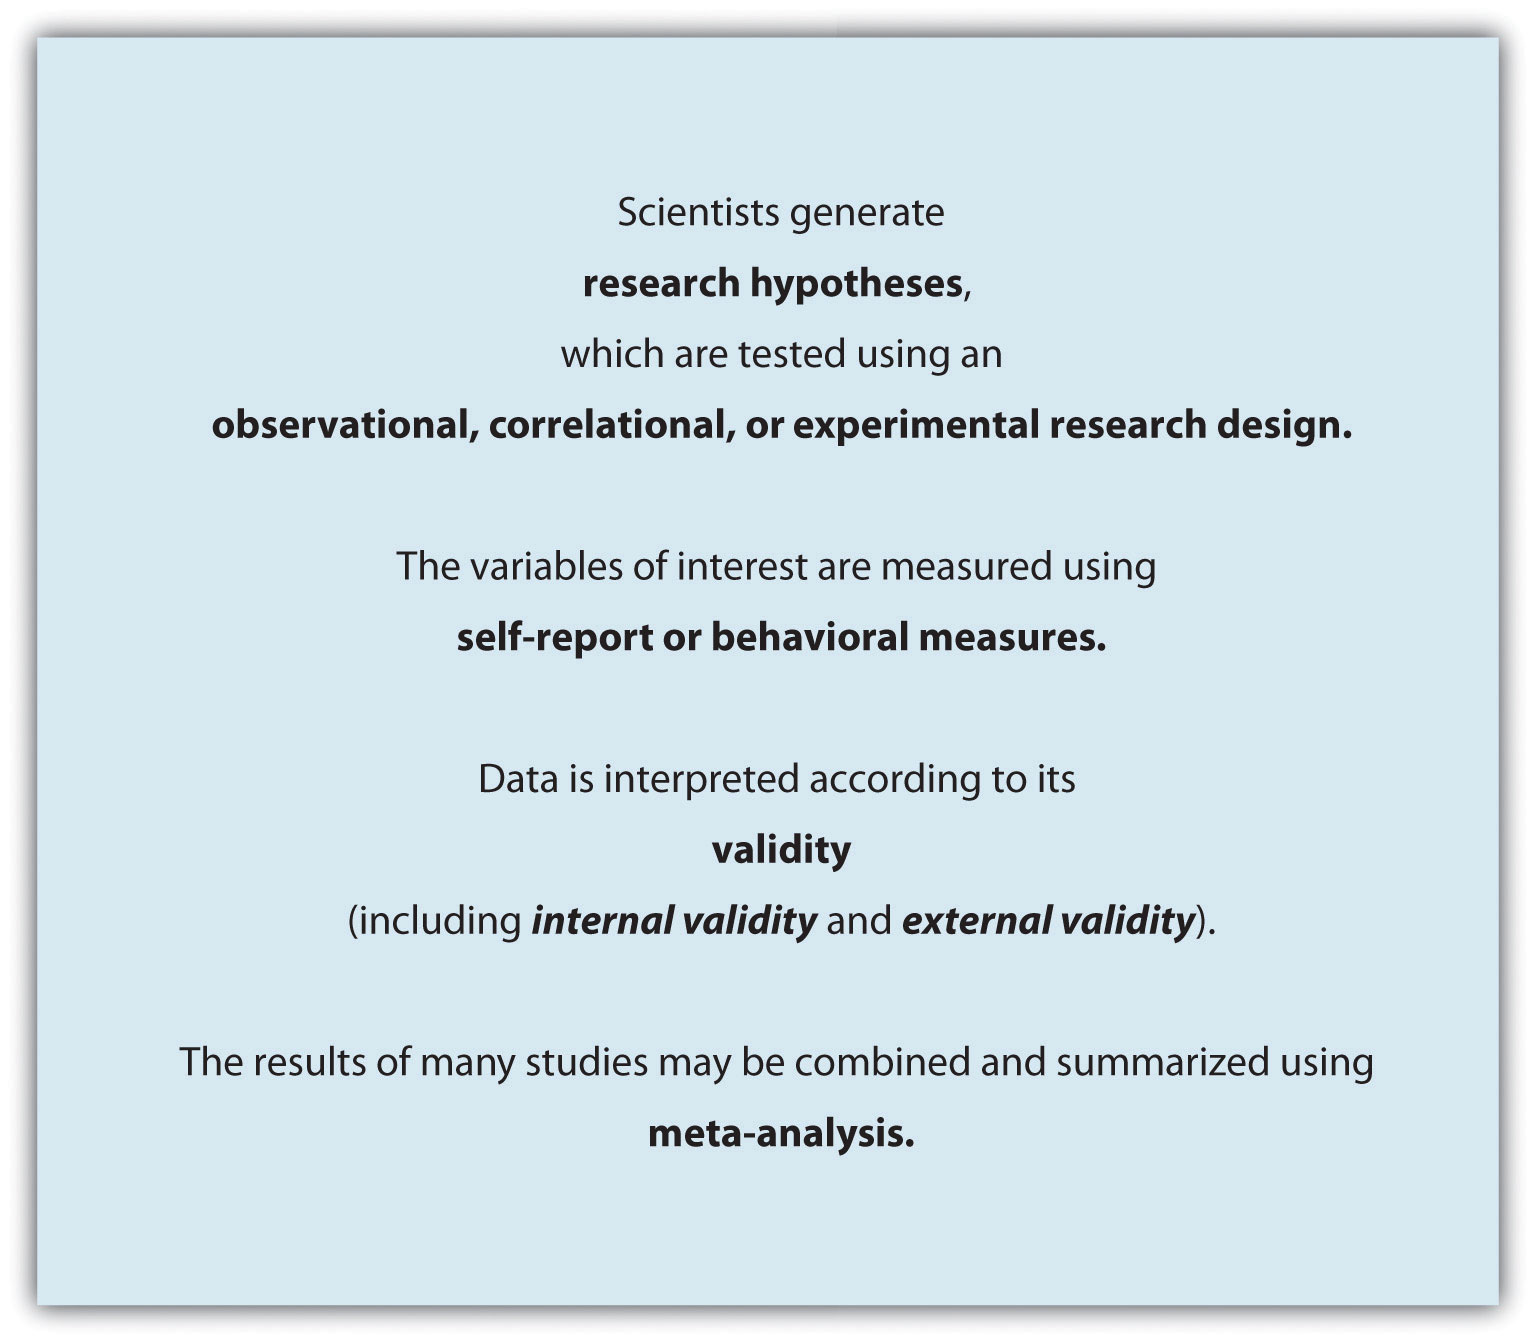 Scientists generate
research hypotheses,
which are tested using an
observational, correlational, or experimental research design.
The variables of interest are measured using
self-report or behavioral measures.
Data is interpreted according to its
validity
(including internal validity and external validity).
The results of many studies may be combined and summarized using
meta-analysis.